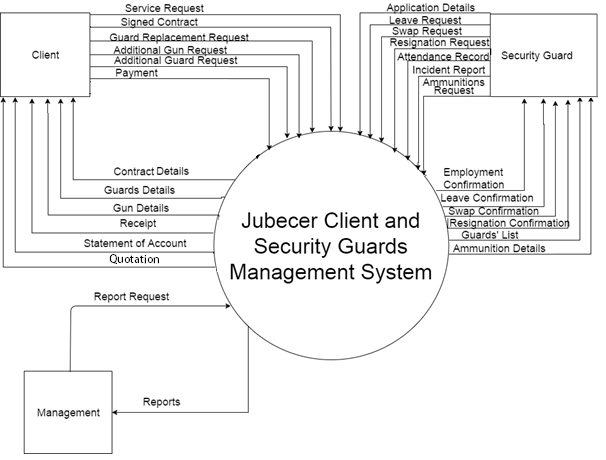 Service Request
Signed Contract
Guard Replacement Request
Additional Gun Request
Additional Guard Request
Payment
Client
Application Details
Leave Request
Swap Request
Resignation Request
Attendance Record
Incident Report
Ammunitions
Request
Security Guard
Contract Details
Guards Details
Gun Details
Receipt
Statement of Account
Quotation
Jubecer Client and
Security Guards
Management System
Employment
Confirmation
Leave Confirmation
Swap Confirmation
Resignation Confirmation
Guards' List
Ammunition Details
Report Request
Management
Reports